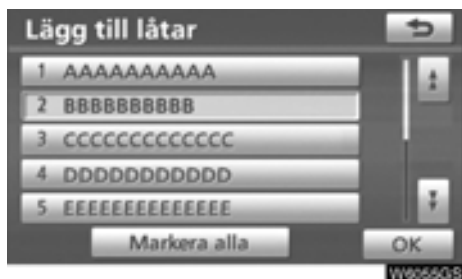 Lägg till låtar
1 AAAAAAAAAA
2 BBBBBBBBBB
3 CCCCCCCCCCCCC
4 DDDDDDDDDDD
5 EEEEEEEEEEEEEE
Markera alla
OK